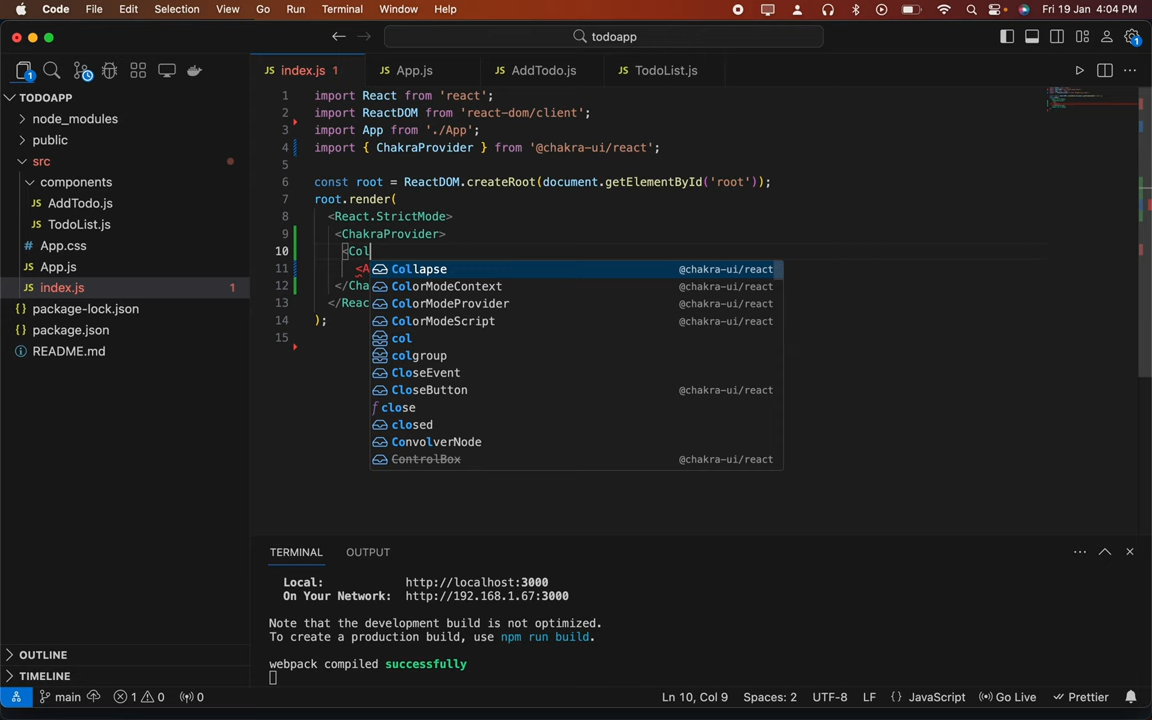 Code File Edit Selection View Go Run Terminal Window Help Fri 19 Jan 4:04 PM
todoapp 1
1
index.js 1 App.js AddTodo.js TodoList.js
TODOAPP
node_modules
public
src
components
AddTodo.js
TodoList.js
App.css
App.js
index.js 1
package-lock.json
package.json
README.md
OUTLINE
TIMELINE
1 import React from 'react';
2 import ReactDOM from 'react-dom/client';
3 import App from './App';
4 import { ChakraProvider } from '@chakra-ui/react';
5
6 const root = ReactDOM.createRoot(document.getElementById('root'));
7 root.render(
8 <React.StrictMode>
9 <ChakraProvider>
10 <Col
11 <A
12 </Cha
13 </Reac
14 );
15
Collapse @chakra-ui/react
ColorModeContext @chakra-ui/react
ColorModeProvider @chakra-ui/react
ColorModeScript @chakra-ui/react
col
colgroup
CloseEvent
CloseButton @chakra-ui/react
close
closed
ConvolverNode
ControlBox @chakra-ui/react
TERMINAL OUTPUT
Local: http://localhost:3000
On Your Network: http://192.168.1.67:3000
Note that the development build is not optimized.
To create a production build, use npm run build.
webpack compiled successfully
main 1 0 0 Ln 10, Col 9 Spaces: 2 UTF-8 LF {} JavaScript Go Live Prettier